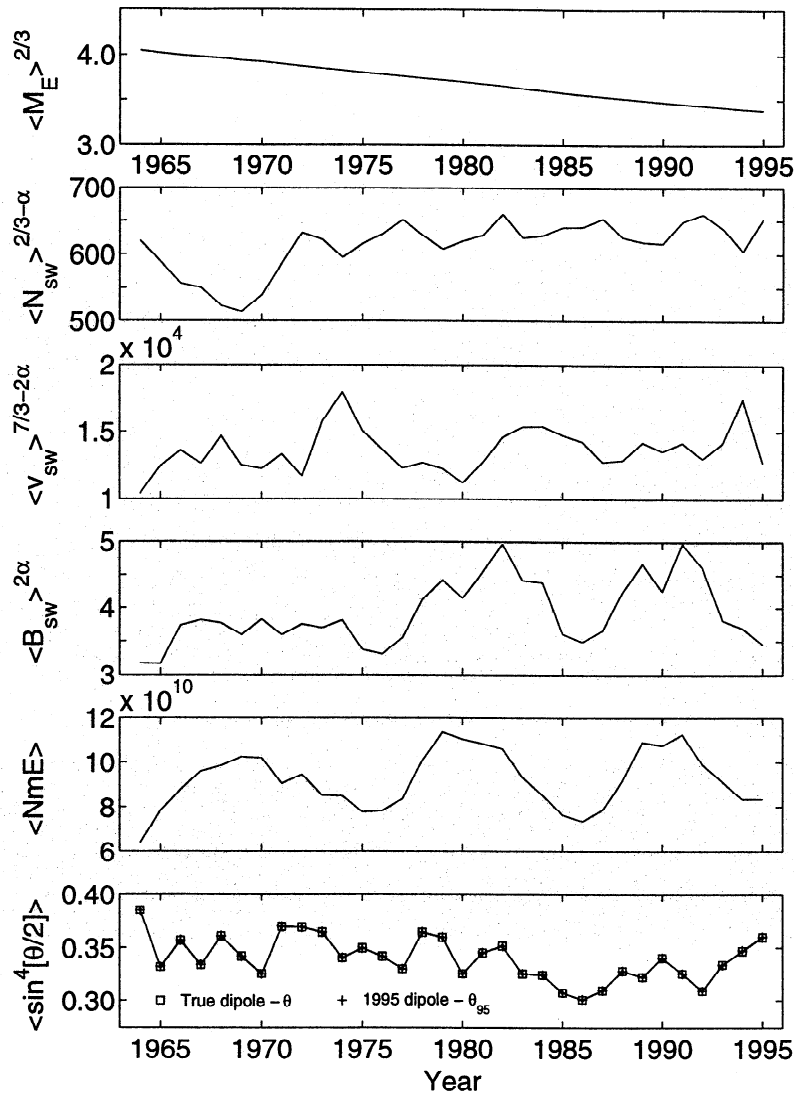 <M_E>^2/3
4.0
3.0
1965 1970 1975 1980 1985 1990 1995
<N_sw>^2/3−α
700
600
500
x 10^4
<v_sw>^7/3−2α
2
1.5
1
<B_sw>^2α
5
4
3
x 10^10
<NmE>
12
10
8
6
<sin^4[θ/2]>
0.40
0.35
0.30
True dipole − θ
1995 dipole − θ_95
1965 1970 1975 1980 1985 1990 1995
Year